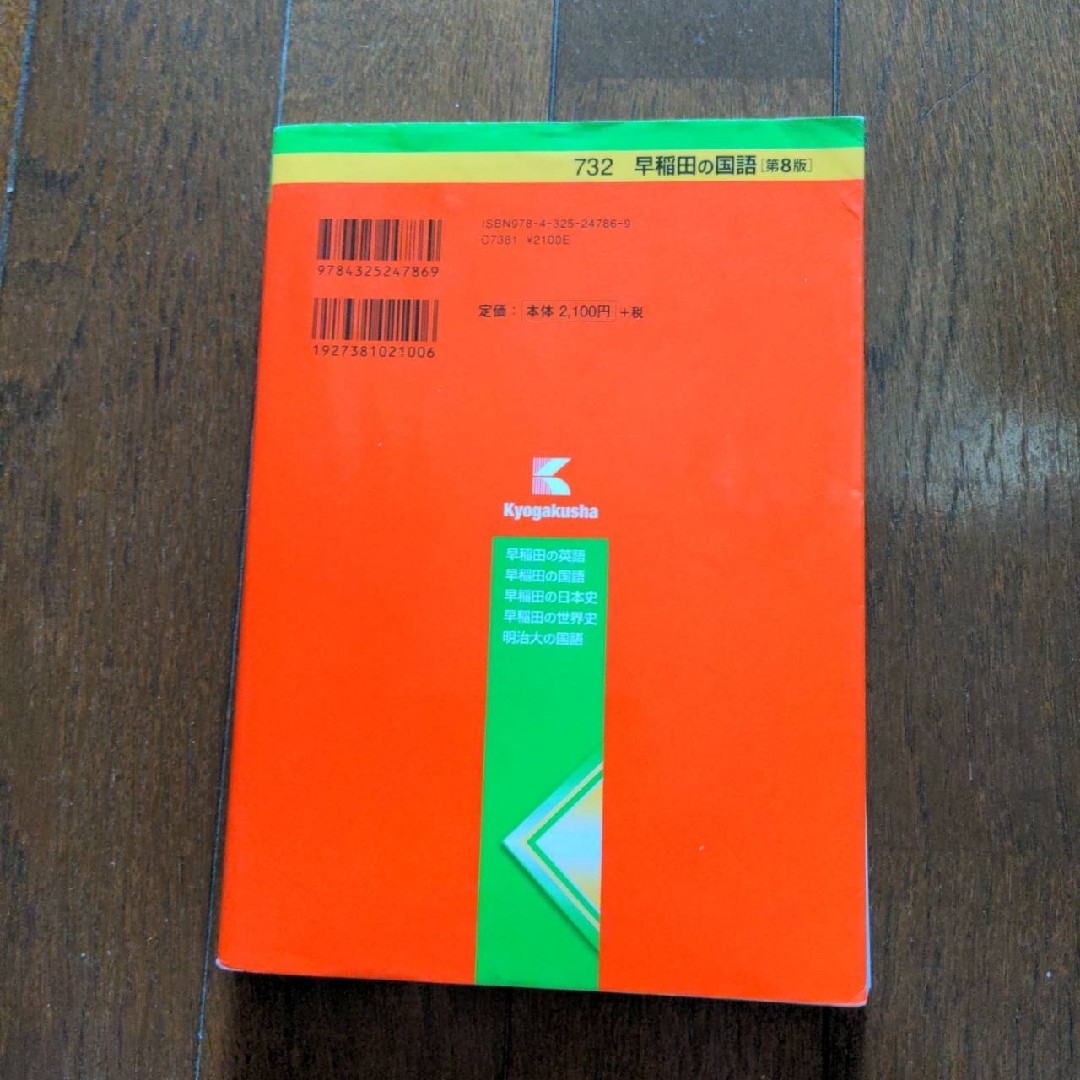 732 早稲田の国語[第8版]
ISBN978-4-325-24786-9
C7381 ¥2100E
9784325247869
定価：本体2,100円+税
1927381021006
Kyogakusha
早稲田の英語
早稲田の国語
早稲田の日本史
早稲田の世界史
明治大の国語